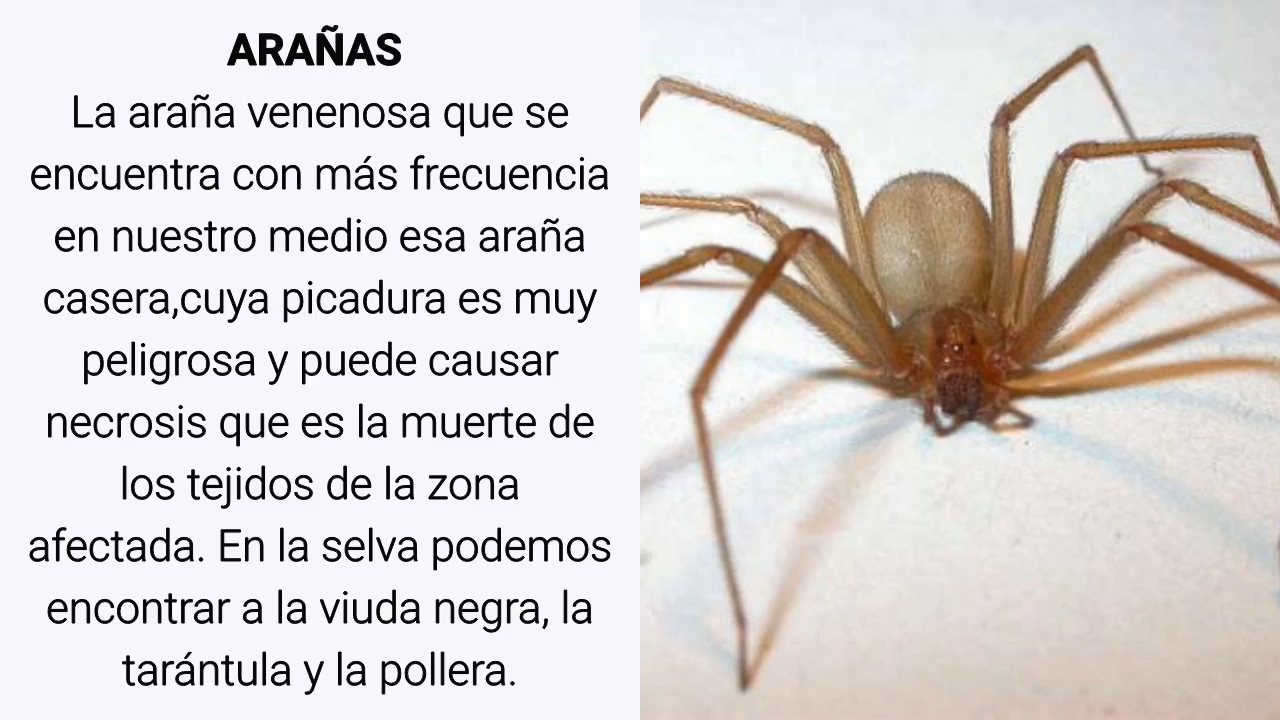 ARAÑAS
La araña venenosa que se
encuentra con más frecuencia
en nuestro medio esa araña
casera,cuya picadura es muy
peligrosa y puede causar
necrosis que es la muerte de
los tejidos de la zona
afectada. En la selva podemos
encontrar a la viuda negra, la
tarántula y la pollera.